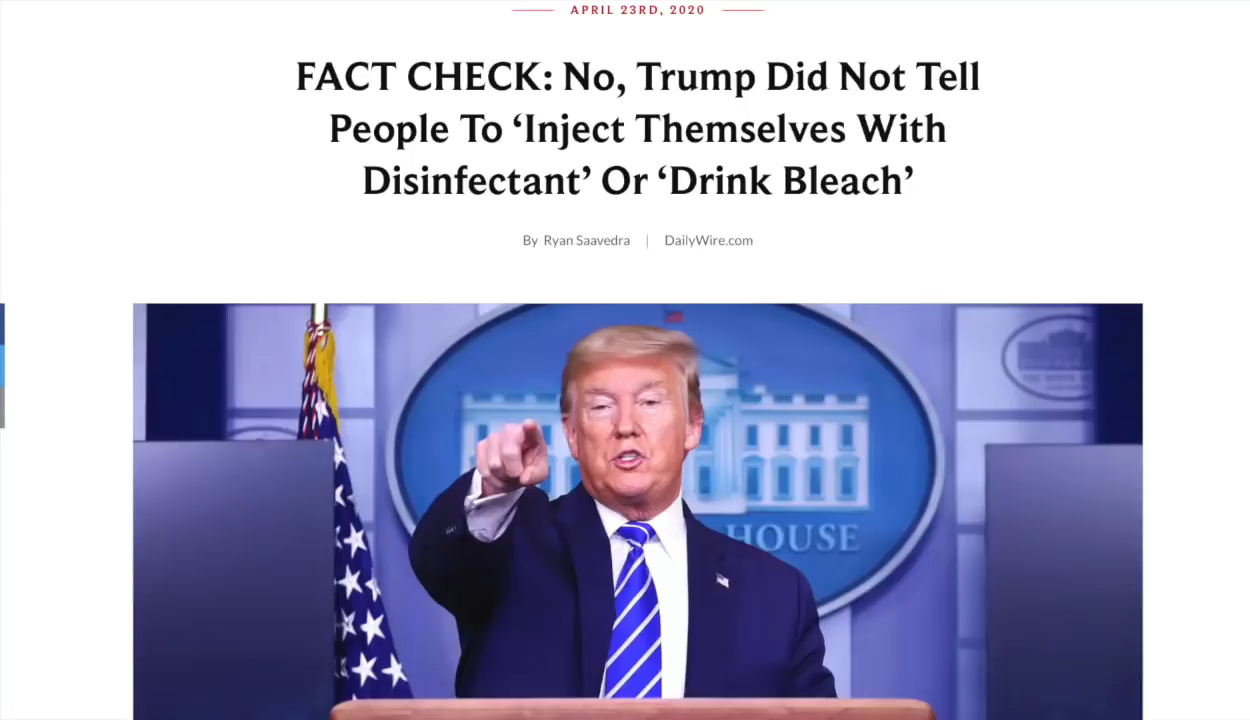 APRIL 23RD, 2020
FACT CHECK: No, Trump Did Not Tell
People To ‘Inject Themselves With
Disinfectant’ Or ‘Drink Bleach’
By Ryan Saavedra | DailyWire.com
HOUSE